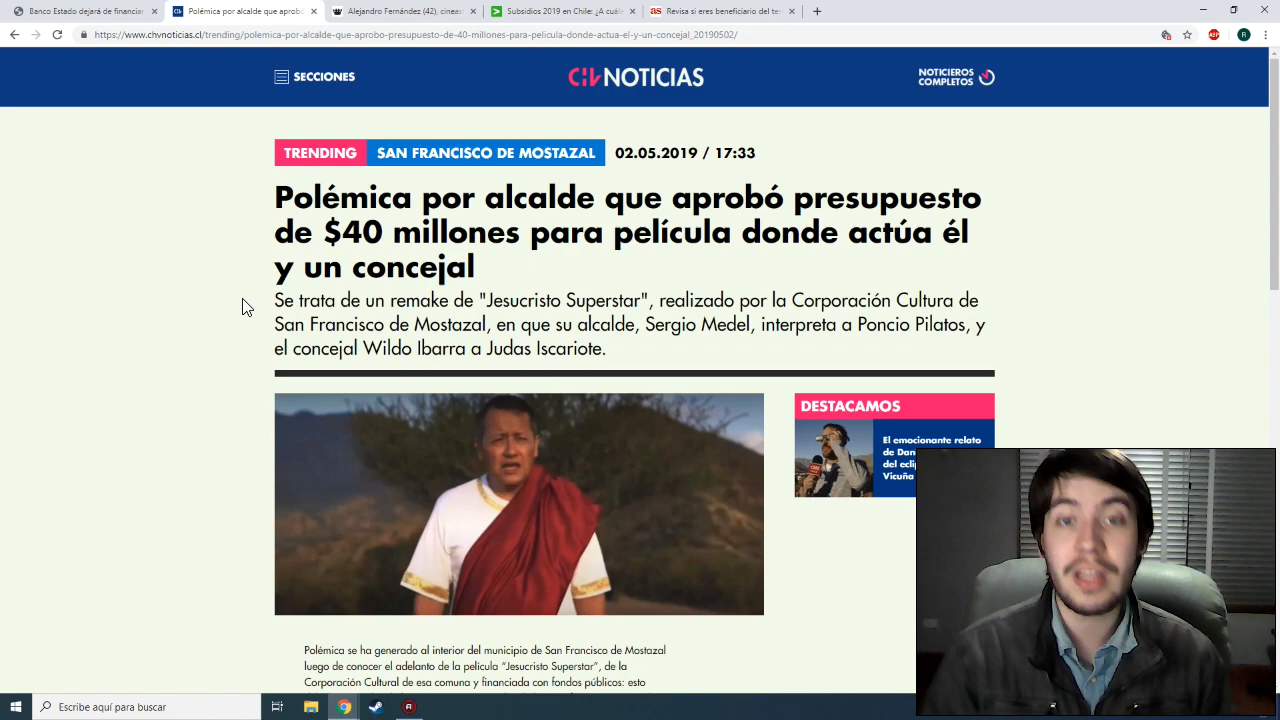 Banco Estado dejará de financiar
Polémica por alcalde que aprobó
Alejandro Fernández (42), cineas
Subsidios 2019 en Chile: ¿A cuále
as
Revisa si eres beneficiario del ter
https://www.chvnoticias.cl/trending/polemica-por-alcalde-que-aprobo-presupuesto-de-40-millones-para-pelicula-donde-actua-el-y-un-concejal_20190502/
ABP
R
SECCIONES
CHV NOTICIAS
NOTICIEROS
COMPLETOS
TRENDING SAN FRANCISCO DE MOSTAZAL 02.05.2019 / 17:33
Polémica por alcalde que aprobó presupuesto
de $40 millones para película donde actúa él
y un concejal
Se trata de un remake de "Jesucristo Superstar", realizado por la Corporación Cultura de
San Francisco de Mostazal, en que su alcalde, Sergio Medel, interpreta a Poncio Pilatos, y
el concejal Wildo Ibarra a Judas Iscariote.
DESTACAMOS
El emocionante relato
de Dan
del ecli
Vicuña
Polémica se ha generado al interior del municipio de San Francisco de Mostazal
luego de conocer el adelanto de la película "Jesucristo Superstar", de la
Corporación Cultural de esa comuna y financiada con fondos públicos: esto
Escribe aquí para buscar